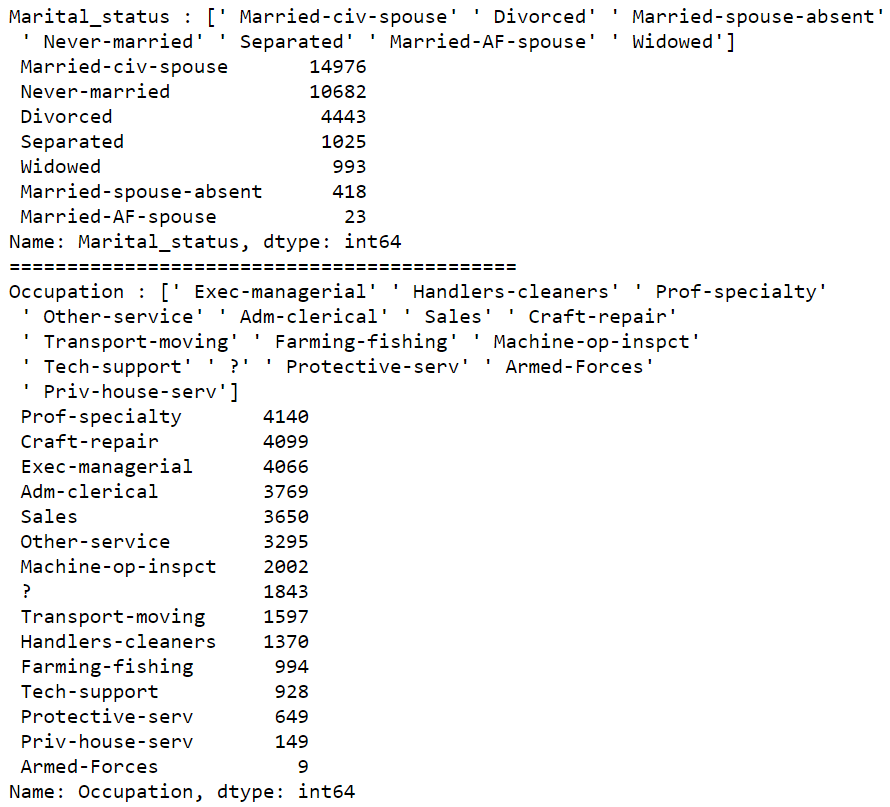 Marital_status : [' Married-civ-spouse' ' Divorced' ' Married-spouse-absent'
 ' Never-married' ' Separated' ' Married-AF-spouse' ' Widowed']
 Married-civ-spouse       14976
 Never-married            10682
 Divorced                  4443
 Separated                 1025
 Widowed                    993
 Married-spouse-absent      418
 Married-AF-spouse           23
Name: Marital_status, dtype: int64
============================================
Occupation : [' Exec-managerial' ' Handlers-cleaners' ' Prof-specialty'
 ' Other-service' ' Adm-clerical' ' Sales' ' Craft-repair'
 ' Transport-moving' ' Farming-fishing' ' Machine-op-inspct'
 ' Tech-support' ' ?' ' Protective-serv' ' Armed-Forces'
 ' Priv-house-serv']
 Prof-specialty       4140
 Craft-repair         4099
 Exec-managerial      4066
 Adm-clerical         3769
 Sales                3650
 Other-service        3295
 Machine-op-inspct    2002
 ?                    1843
 Transport-moving     1597
 Handlers-cleaners    1370
 Farming-fishing       994
 Tech-support          928
 Protective-serv       649
 Priv-house-serv       149
 Armed-Forces            9
Name: Occupation, dtype: int64